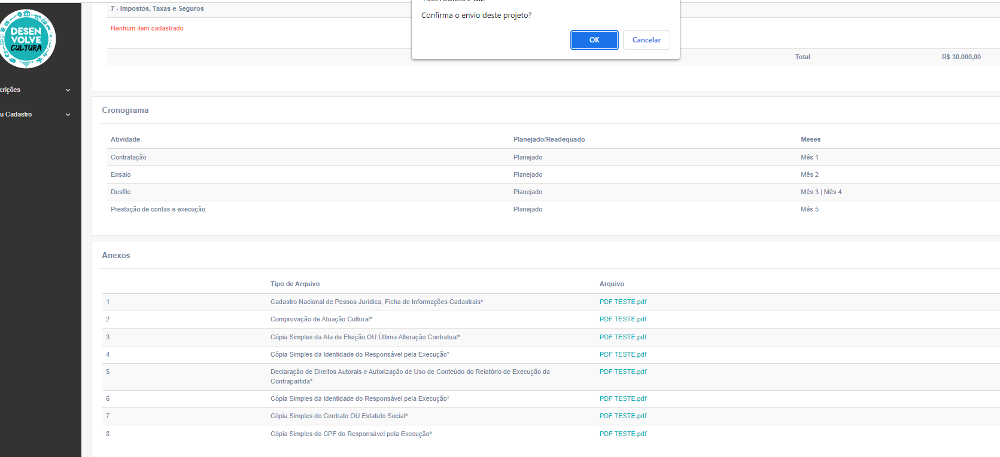 Confirma o envio deste projeto?
OK
Cancelar
DESEN
VOLVE
CULTURA
crições
u Cadastro
7 - Impostos, Taxas e Seguros
Nenhum item cadastrado
Total R$ 30.000,00
Cronograma
Atividade Planejado/Readequado Meses
Contratação Planejado Mês 1
Ensaio Planejado Mês 2
Desfile Planejado Mês 3 | Mês 4
Prestação de contas e execução Planejado Mês 5
Anexos
Tipo de Arquivo Arquivo
1 Cadastro Nacional de Pessoa Jurídica, Ficha de Informações Cadastrais* PDF TESTE.pdf
2 Comprovação de Atuação Cultural* PDF TESTE.pdf
3 Cópia Simples da Ata de Eleição OU Última Alteração Contratual* PDF TESTE.pdf
4 Cópia Simples da Identidade do Responsável pela Execução* PDF TESTE.pdf
5 Declaração de Direitos Autorais e Autorização de Uso de Conteúdo do Relatório de Execução da PDF TESTE.pdf
Contrapartida*
6 Cópia Simples da Identidade do Responsável pela Execução* PDF TESTE.pdf
7 Cópia Simples do Contrato OU Estatuto Social* PDF TESTE.pdf
8 Cópia Simples do CPF do Responsável pela Execução* PDF TESTE.pdf